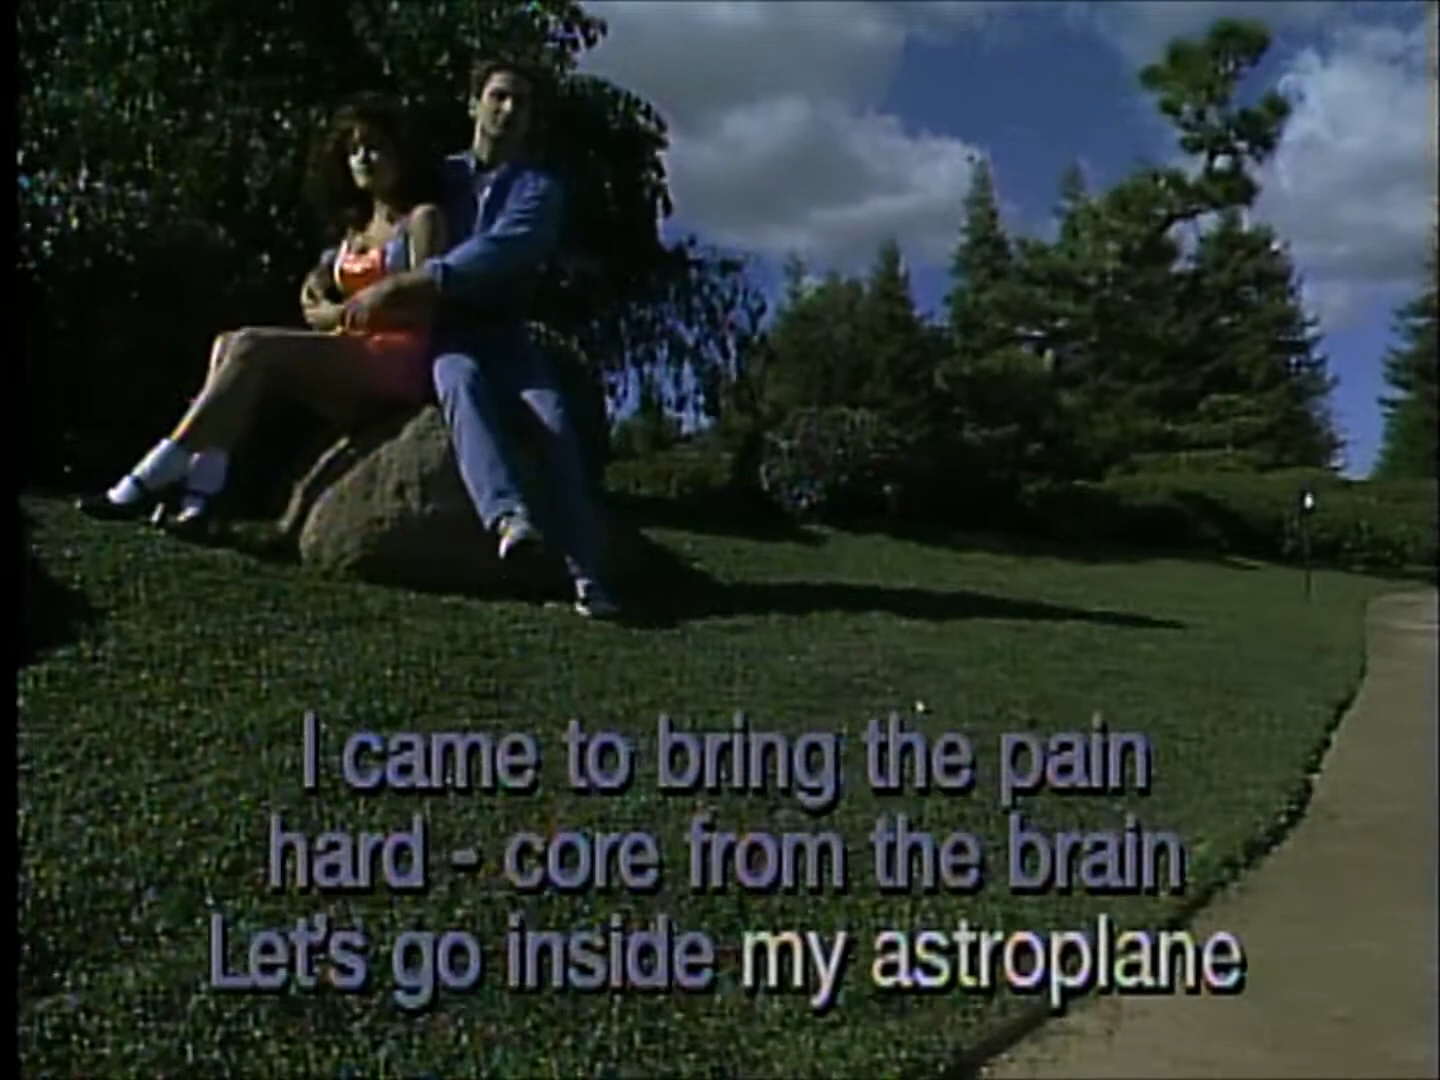 I came to bring the pain
hard - core from the brain
Let's go inside my astroplane